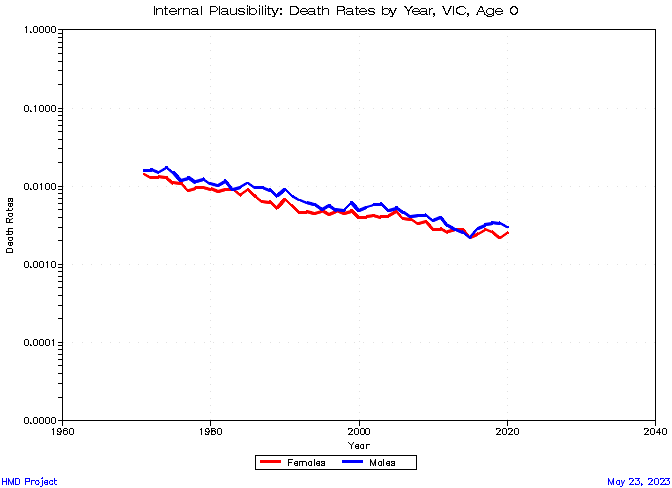 Internal Plausibility: Death Rates by Year, VIC, Age 0
1.0000
0.1000
0.0100
0.0010
0.0001
0.0000
Death Rates
1960 1980 2000 2020 2040
Year
Females Males
HMD Project May 23, 2023